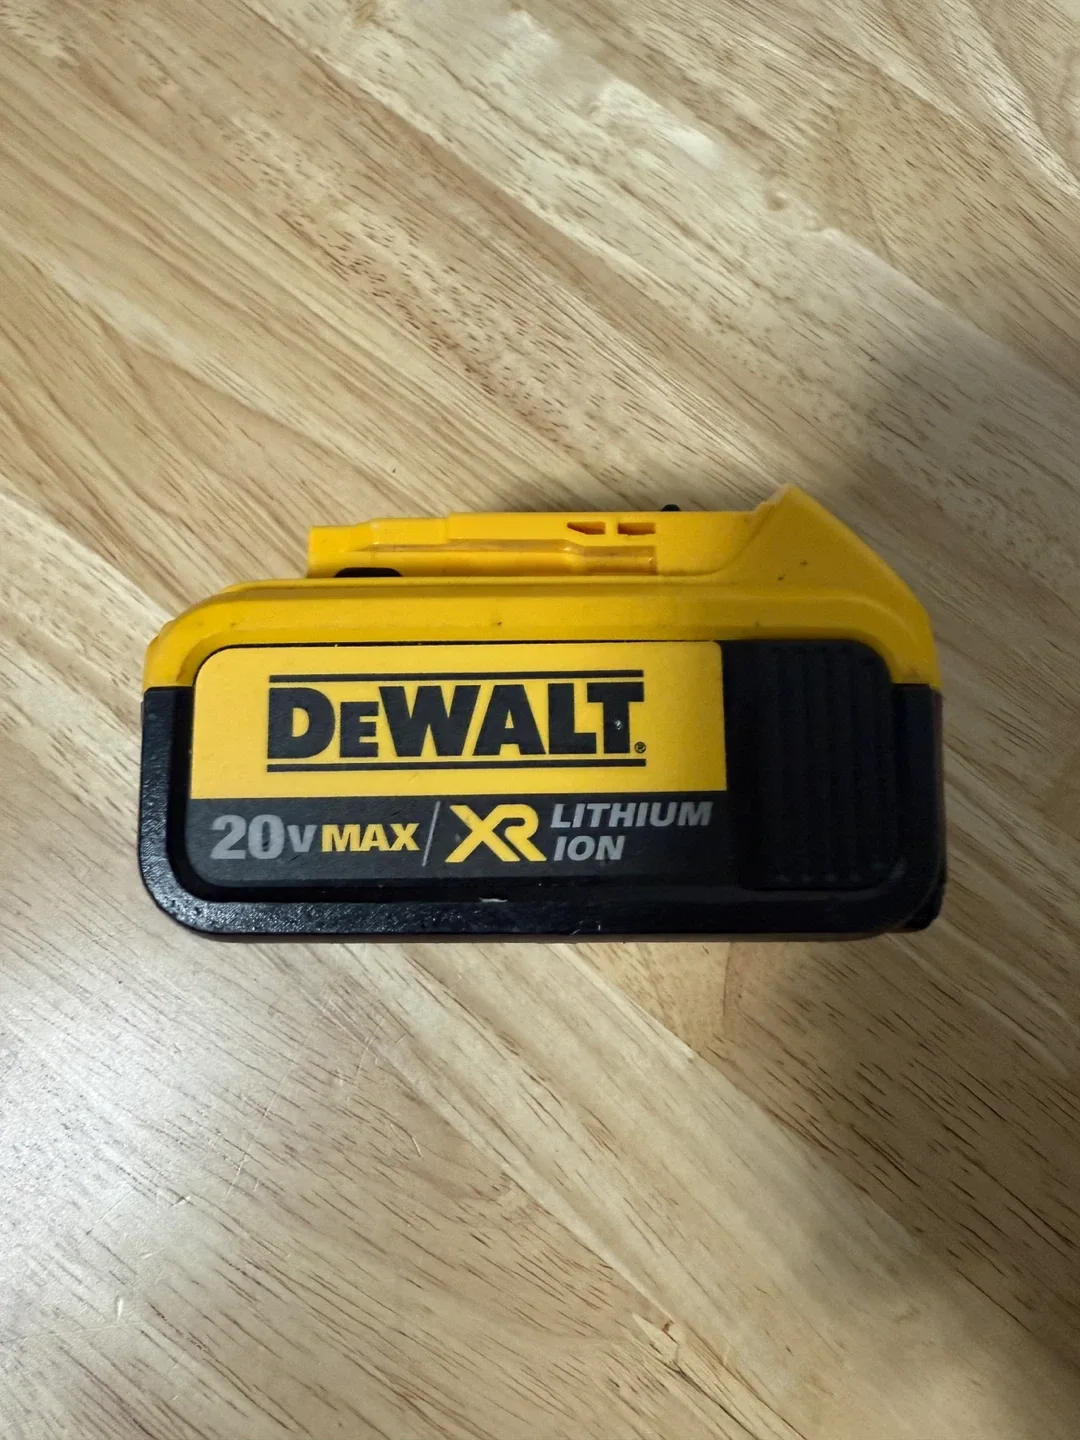 DEWALT®
20V MAX / XR LITHIUM
ION